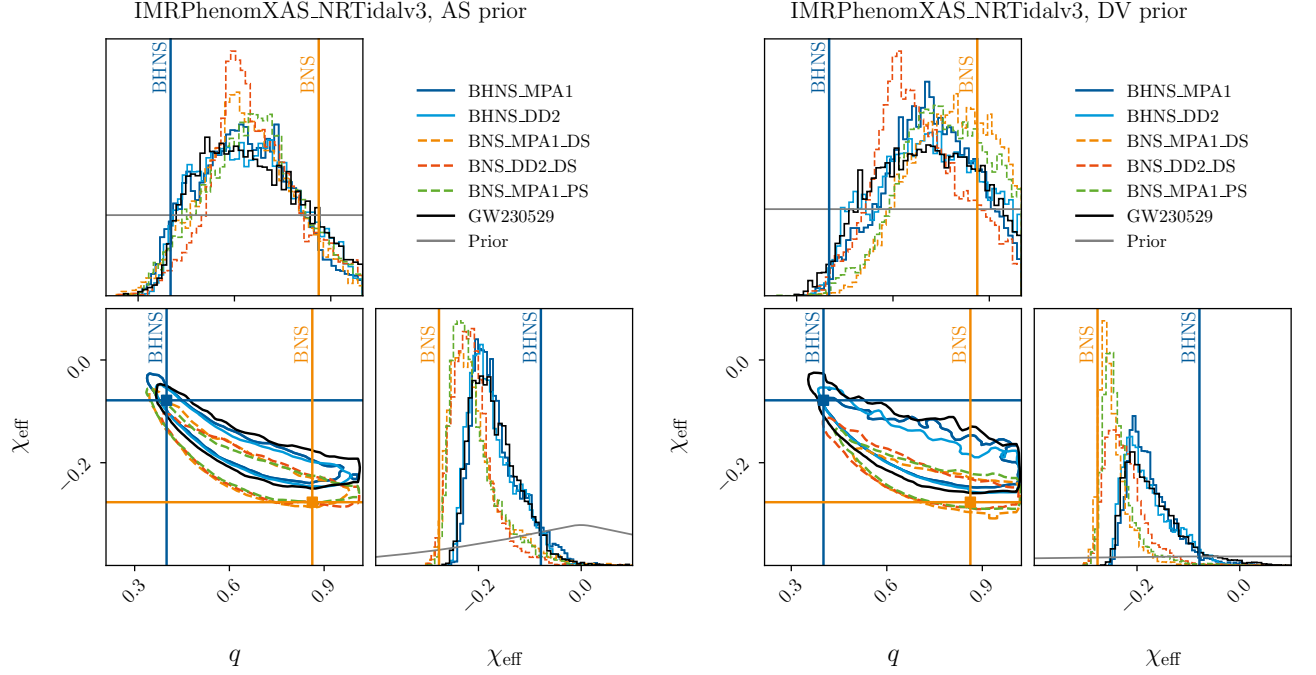 IMRPhenomXAS_NRTidalv3, AS prior
BHNS
BNS
BHNS_MPA1
BHNS_DD2
BNS_MPA1_DS
BNS_DD2_DS
BNS_MPA1_PS
GW230529
Prior
BHNS
BNS
BNS
BHNS
0.0
−0.2
χeff
0.3
0.6
0.9
−0.2
0.0
q
χeff
IMRPhenomXAS_NRTidalv3, DV prior
BHNS
BNS
BHNS_MPA1
BHNS_DD2
BNS_MPA1_DS
BNS_DD2_DS
BNS_MPA1_PS
GW230529
Prior
BHNS
BNS
BNS
BHNS
0.0
−0.2
χeff
0.3
0.6
0.9
−0.2
0.0
q
χeff